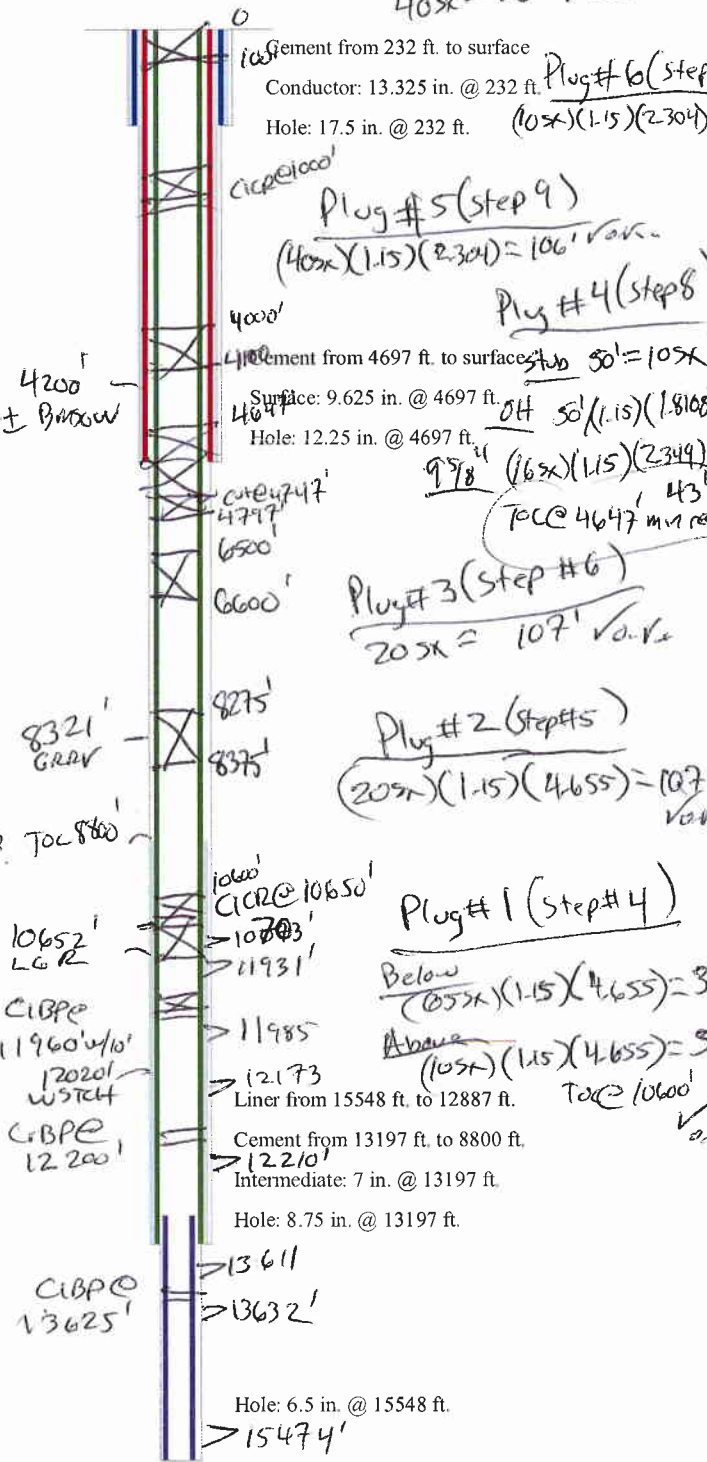 40sx
0
Cement from 232 ft. to surface
Conductor: 13.325 in. @ 232 ft.
Hole: 17.5 in. @ 232 ft.
Plug# 6 (step
(10sx)(1.15)(2.304)
CICR@1000'
Plug #5 (step 9)
(40sx)(1.15)(2.304) = 106' √ o.k.
4000'
4100'
Plug #4 (step 8
4200'
± BMSGW
Cement from 4697 ft. to surface
Surface: 9.625 in. @ 4697 ft.
Hole: 12.25 in. @ 4697 ft.
4647'
stub 50' = 10sx
OH 50'/(1.15)(1.8108
9 5/8" (16sx)(1.15)(2.349)
43'
TOC@ 4647' min
cut@4747'
4797'
6500'
6600'
Plug# 3 (step #6)
20sx = 107' √ o.k.
8321'
GRRV
8275'
8375'
Plug# 2 (step#5)
(20sx)(1.15)(4.655) = 107
√ o.k
TOC 8800'
10600'
CICR@ 10650'
Plug# 1 (step# 4)
10652'
LGR
11931'
Below
(1.15)(4.655) = 3
Above
(10sx)(1.15)(4.655) = 5
TOC@ 10600'
CIBP@
11960' w/10'
11985
12020'
WSTCH
12173
Liner from 15548 ft. to 12887 ft.
Cement from 13197 ft. to 8800 ft.
CIBP@
12200'
12210'
Intermediate: 7 in. @ 13197 ft.
Hole: 8.75 in. @ 13197 ft.
13611
CIBP@
13625'
13632'
Hole: 6.5 in. @ 15548 ft.
15474'